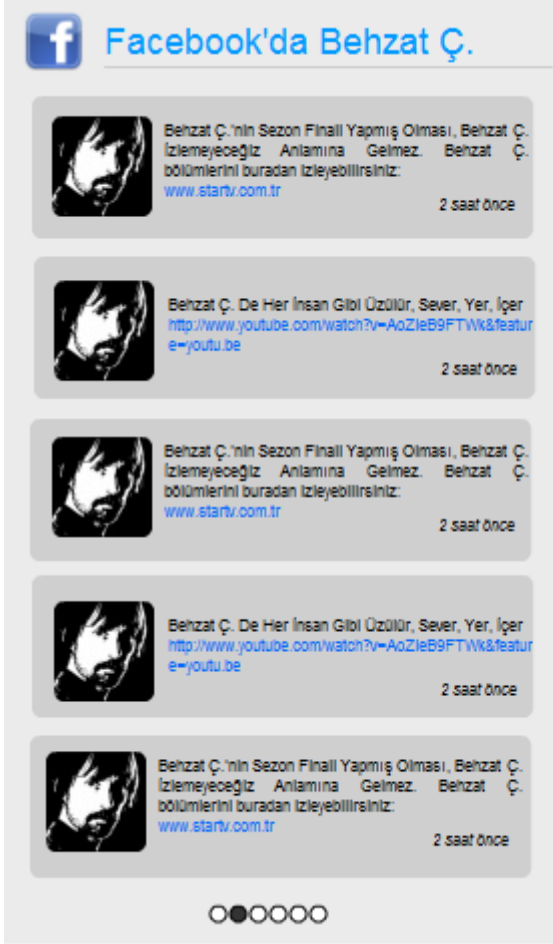 f Facebook'da Behzat Ç.
Behzat Ç.'nin Sezon Finali Yapmış Olması, Behzat Ç.
İzlemeyeceğiz Anlamına Gelmez. Behzat Ç.
bölümlerini buradan izleyebilirsiniz:
www.startv.com.tr
2 saat önce
Behzat Ç. De Her İnsan Gibi Üzülür, Sever, Yer, İçer
http://www.youtube.com/watch?v=AoZIeB9FTWk&featur
e=youtu.be
2 saat önce
Behzat Ç.'nin Sezon Finali Yapmış Olması, Behzat Ç.
İzlemeyeceğiz Anlamına Gelmez. Behzat Ç.
bölümlerini buradan izleyebilirsiniz:
www.startv.com.tr
2 saat önce
Behzat Ç. De Her İnsan Gibi Üzülür, Sever, Yer, İçer
http://www.youtube.com/watch?v=AoZIeB9FTWk&featur
e=youtu.be
2 saat önce
Behzat Ç.'nin Sezon Finali Yapmış Olması, Behzat Ç.
İzlemeyeceğiz Anlamına Gelmez. Behzat Ç.
bölümlerini buradan izleyebilirsiniz:
www.startv.com.tr
2 saat önce